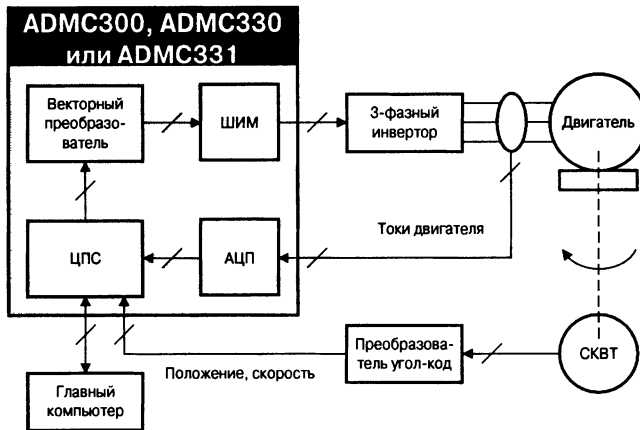 ADMC300, ADMC330
или ADMC331
Векторный
преобразо-
ватель
ШИМ
3-фазный
инвертор
Двигатель
Токи двигателя
ЦПС
АЦП
Преобразова-
тель угол-код
СКВТ
Положение, скорость
Главный
компьютер